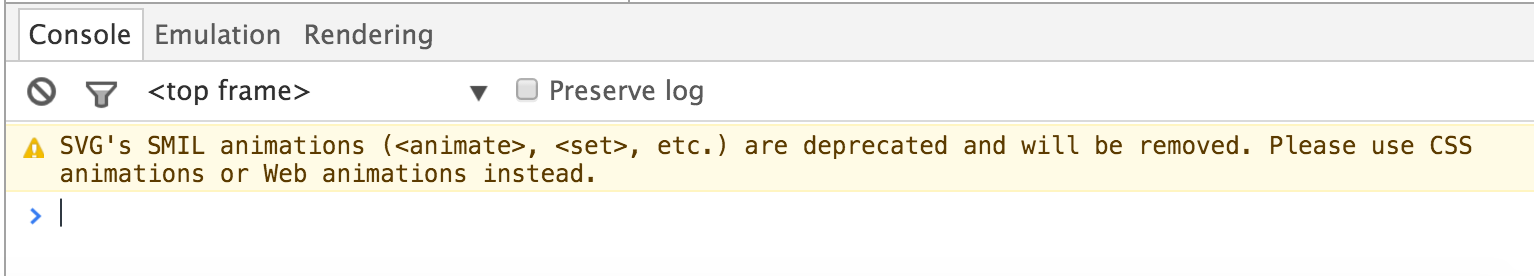 Console Emulation Rendering
<top frame> ▼ Preserve log
SVG's SMIL animations (<animate>, <set>, etc.) are deprecated and will be removed. Please use CSS
animations or Web animations instead.
>